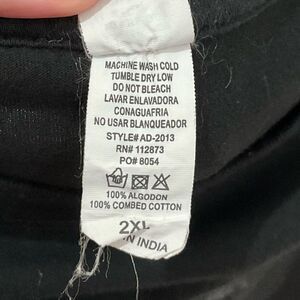 MACHINE WASH COLD
TUMBLE DRY LOW
DO NOT BLEACH
LAVAR ENLAVADORA
CONAGUAFRIA
NO USAR BLANQUEADOR
STYLE# AD-2013
RN# 112873
PO# 8054
100% ALGODON
100% COMBED COTTON
2XL
IN INDIA